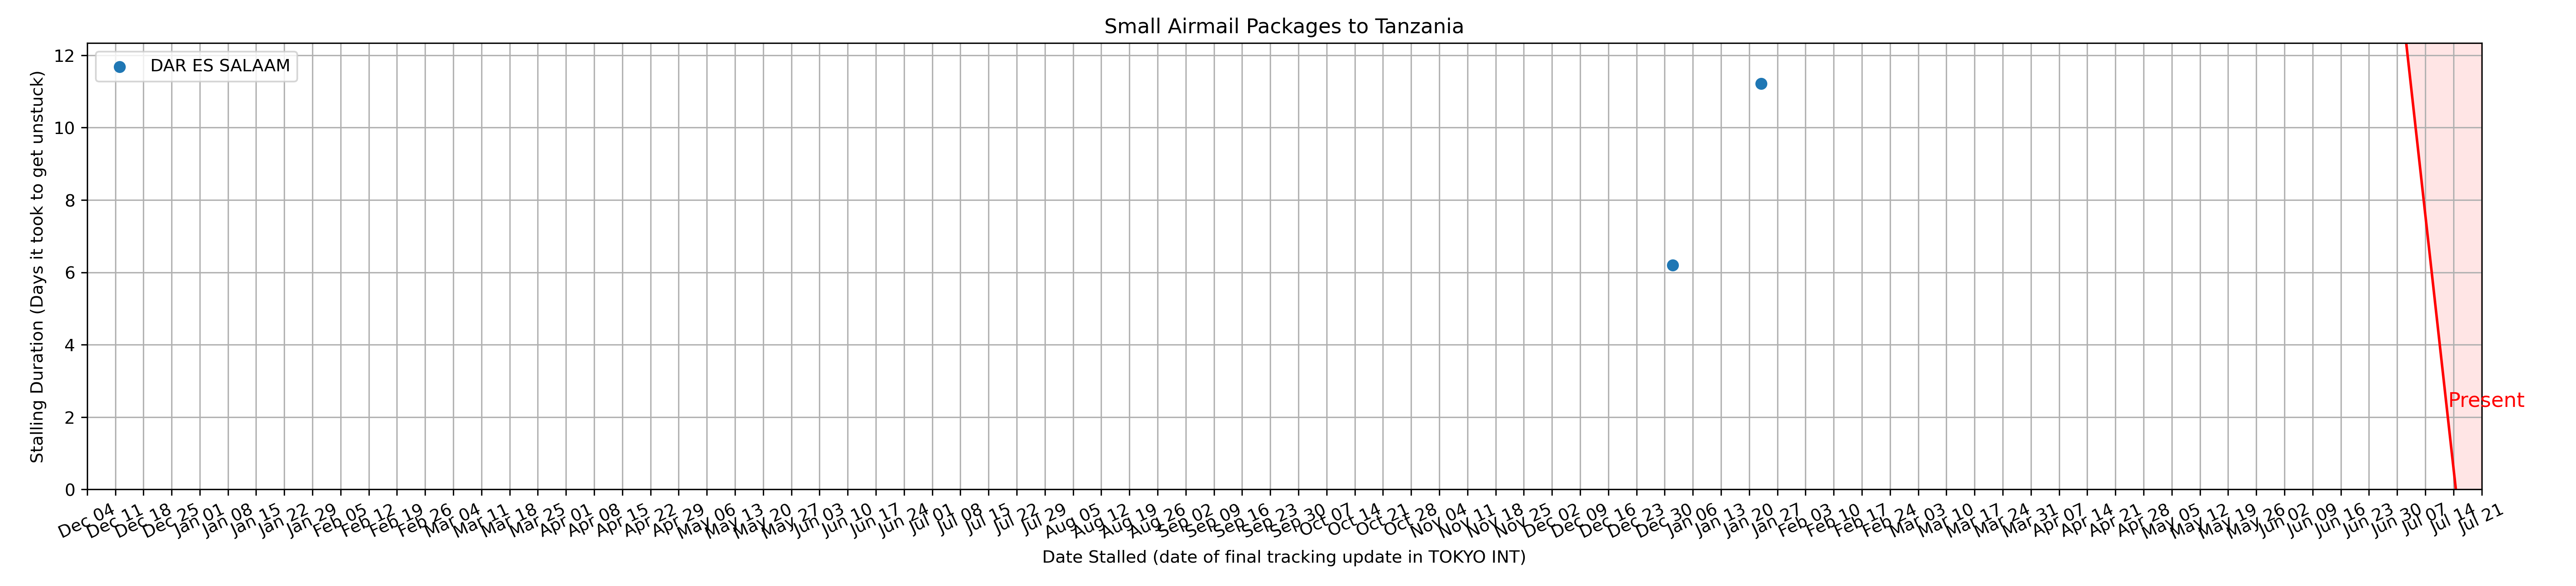 Small Airmail Packages to Tanzania
DAR ES SALAAM
Stalling Duration (Days it took to get unstuck)
12
10
8
6
4
2
0
Present
Dec 04 Dec 11 Dec 18 Dec 25 Jan 01 Jan 08 Jan 15 Jan 22 Jan 29 Feb 05 Feb 12 Feb 19 Feb 26 Mar 04 Mar 11 Mar 18 Mar 25 Apr 01 Apr 08 Apr 15 Apr 22 Apr 29 May 06 May 13 May 20 May 27 Jun 03 Jun 10 Jun 17 Jun 24 Jul 01 Jul 08 Jul 15 Jul 22 Jul 29 Aug 05 Aug 12 Aug 19 Aug 26 Sep 02 Sep 09 Sep 16 Sep 23 Sep 30 Oct 07 Oct 14 Oct 21 Oct 28 Nov 04 Nov 11 Nov 18 Nov 25 Dec 02 Dec 09 Dec 16 Dec 23 Dec 30 Jan 06 Jan 13 Jan 20 Jan 27 Feb 03 Feb 10 Feb 17 Feb 24 Mar 03 Mar 10 Mar 17 Mar 24 Mar 31 Apr 07 Apr 14 Apr 21 Apr 28 May 05 May 12 May 19 May 26 Jun 02 Jun 09 Jun 16 Jun 23 Jun 30 Jul 07 Jul 14 Jul 21
Date Stalled (date of final tracking update in TOKYO INT)